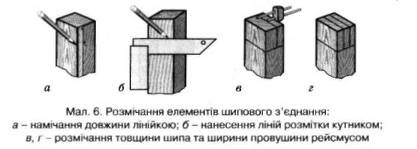 а б в г
Мал. 6. Розмічання елементів шипового з'єднання:
а – намічання довжини лінійкою; б – нанесення ліній розмітки кутником;
в, г – розмічання товщини шипа та ширини провушини рейсмусом